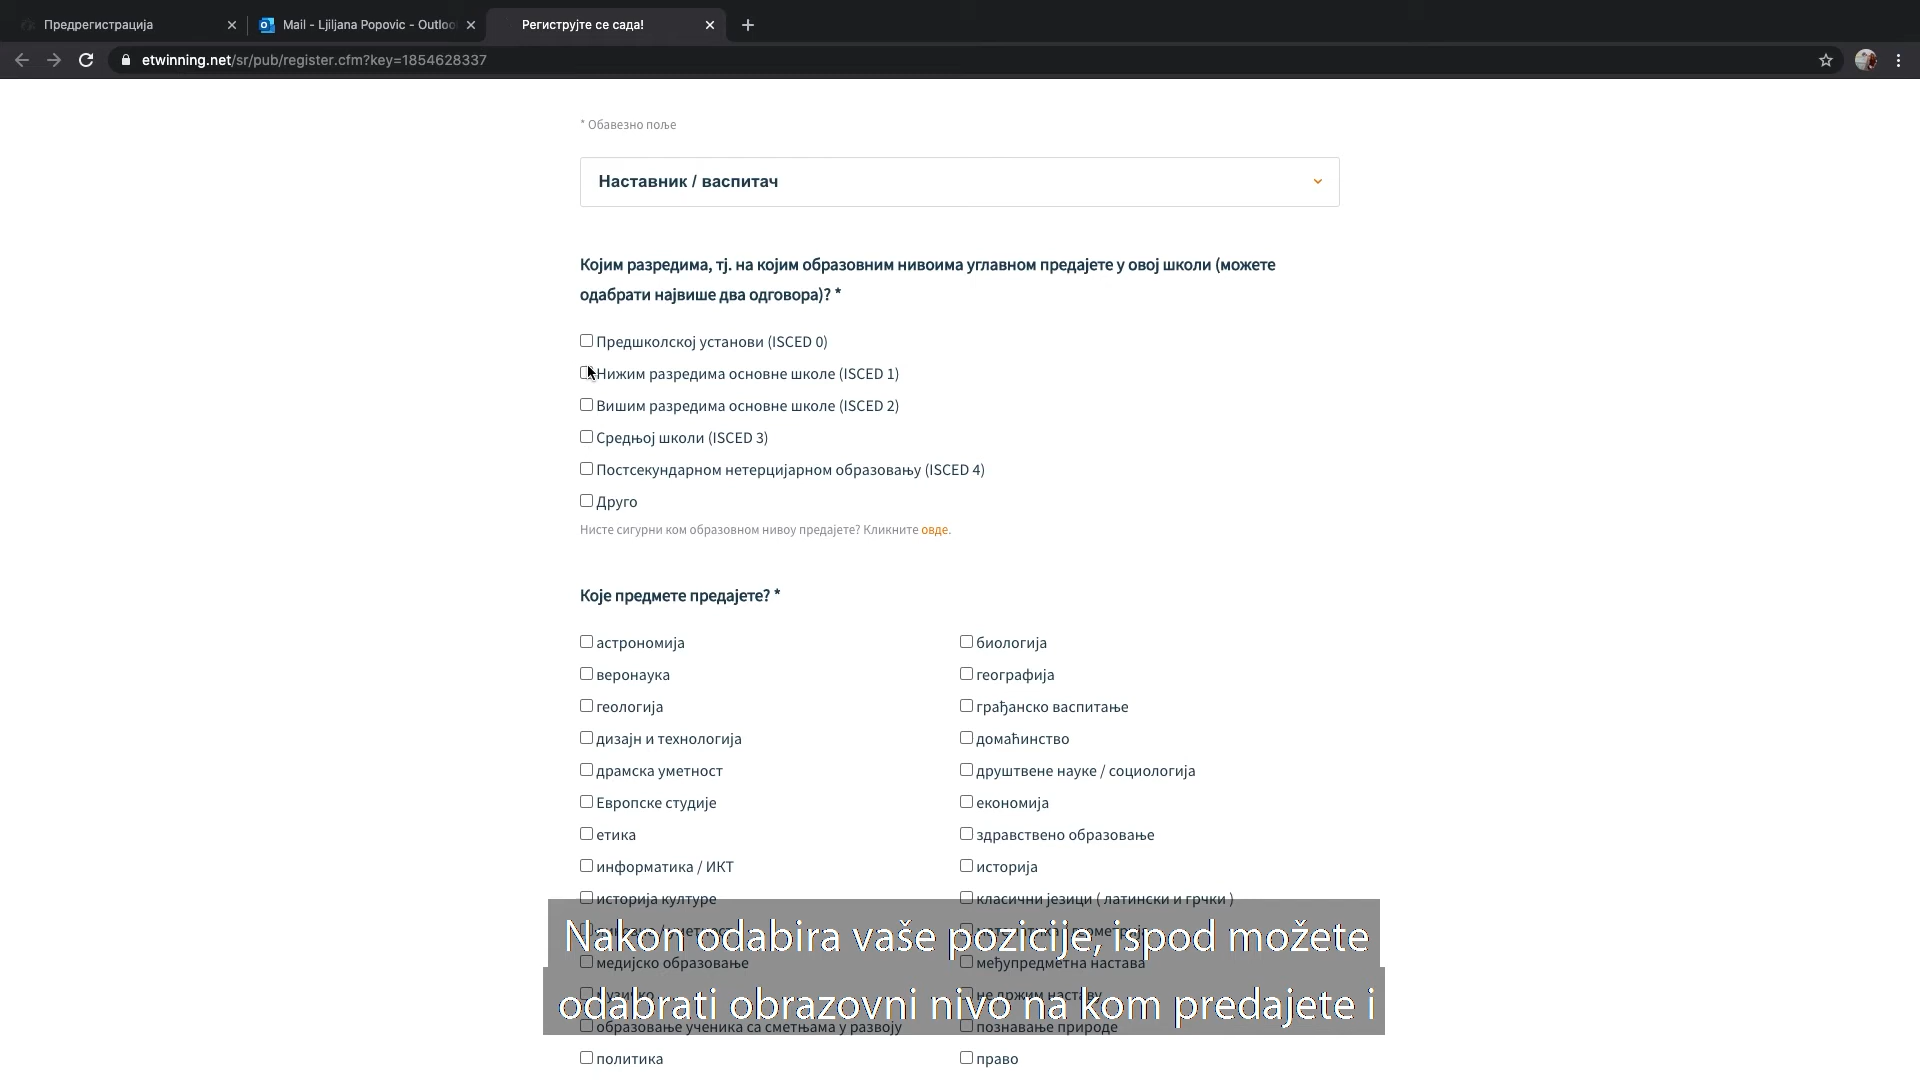 Предрегистрација
Mail - Ljiljana Popovic - Outloo
Региструјте се сада!
etwinning.net/sr/pub/register.cfm?key=1854628337
* Обавезно поље
Наставник / васпитач
Којим разредима, тј. на којим образовним нивоима углавном предајете у овој школи (можете
одабрати највише два одговора)? *
Предшколској установи (ISCED 0)
Нижим разредима основне школе (ISCED 1)
Вишим разредима основне школе (ISCED 2)
Средњој школи (ISCED 3)
Постсекундарном нетерцијарном образовању (ISCED 4)
Друго
Нисте сигурни ком образовном нивоу предајете? Кликните овде.
Које предмете предајете? *
астрономија
биологија
веронаука
географија
геологија
грађанско васпитање
дизајн и технологија
домаћинство
драмска уметност
друштвене науке / социологија
Европске студије
економија
етика
здравствено образовање
информатика / ИКТ
историја
историја културе
класични језици ( латински и грчки )
Nakon odabira vaše pozicije, ispod možete
медијско образовање
међупредметна настава
odabrati obrazovni nivo na kom predajete i
не држим наставу
образовање ученика са сметњама у развоју
познавање природе
политика
право